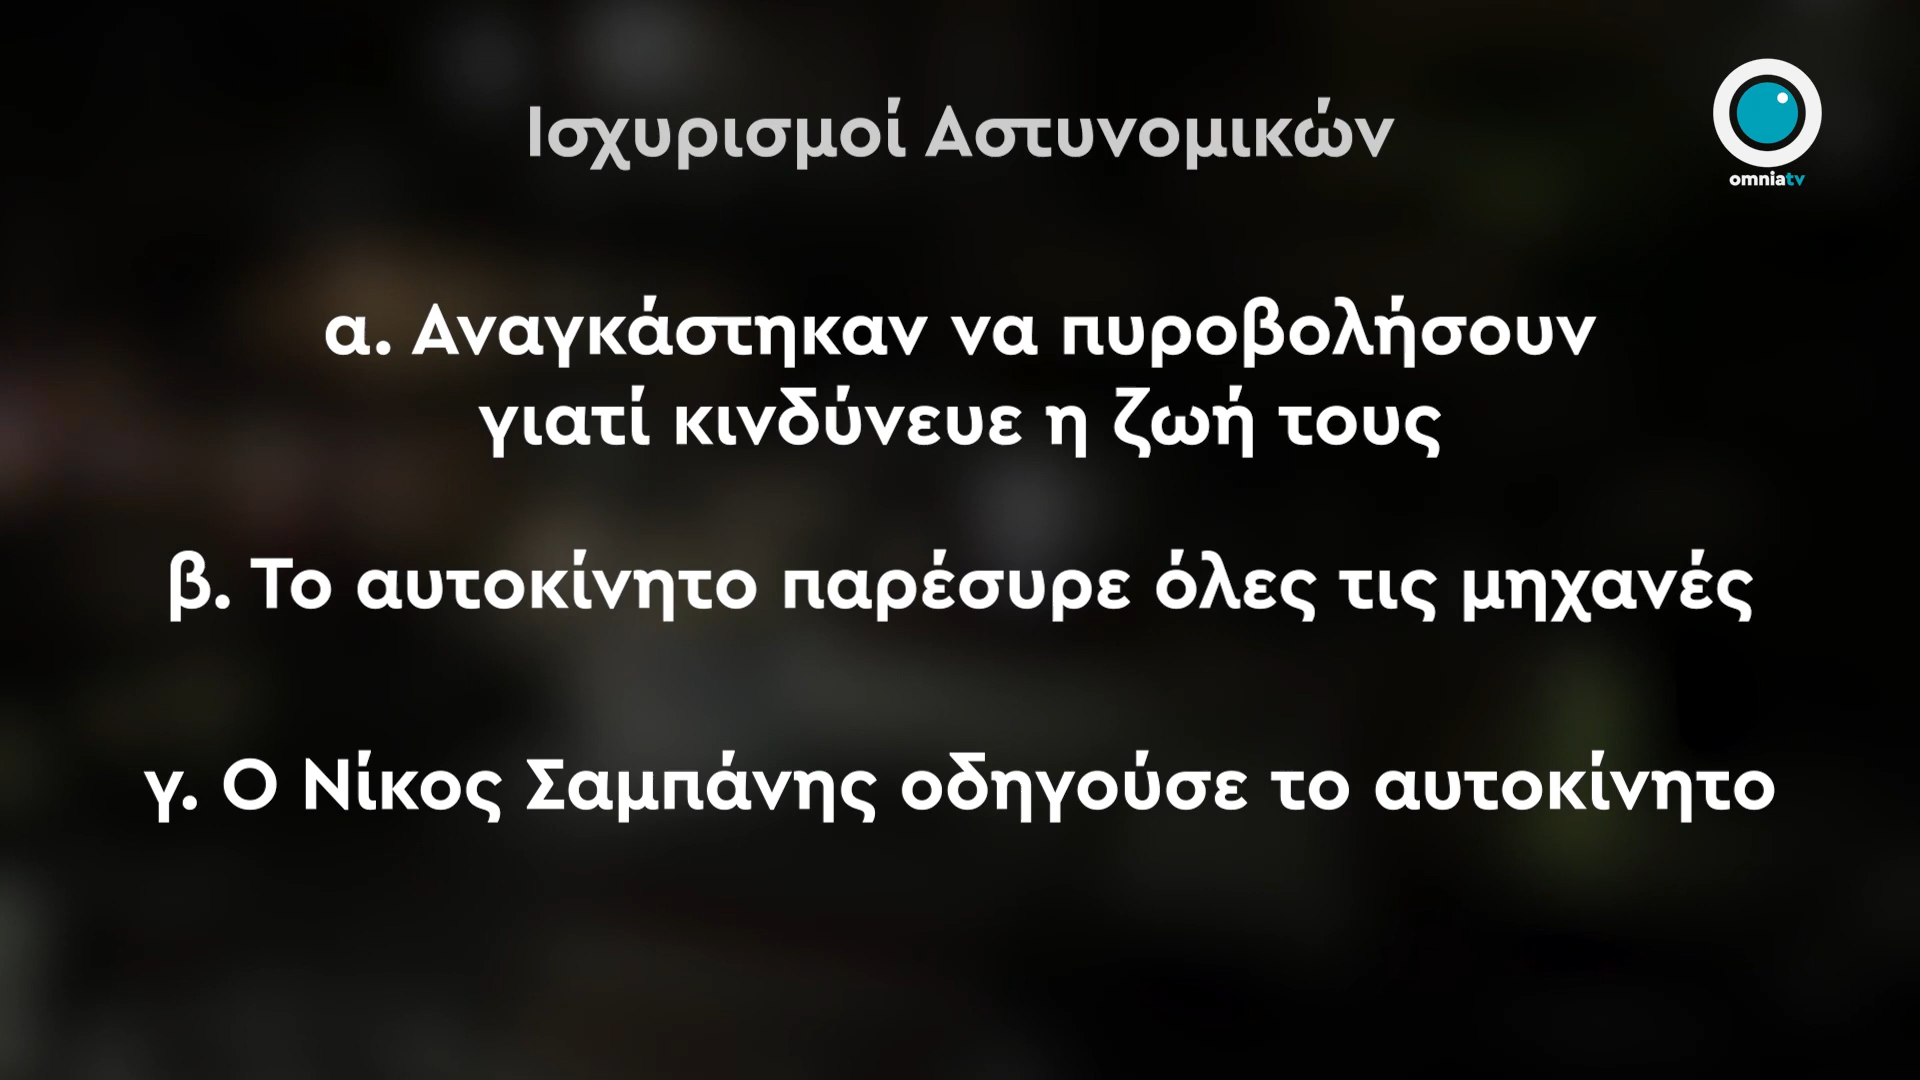 Ισχυρισμοί Αστυνομικών
omniatv
α. Αναγκάστηκαν να πυροβολήσουν
γιατί κινδύνευε η ζωή τους
β. Το αυτοκίνητο παρέσυρε όλες τις μηχανές
γ. Ο Νίκος Σαμπάνης οδηγούσε το αυτοκίνητο